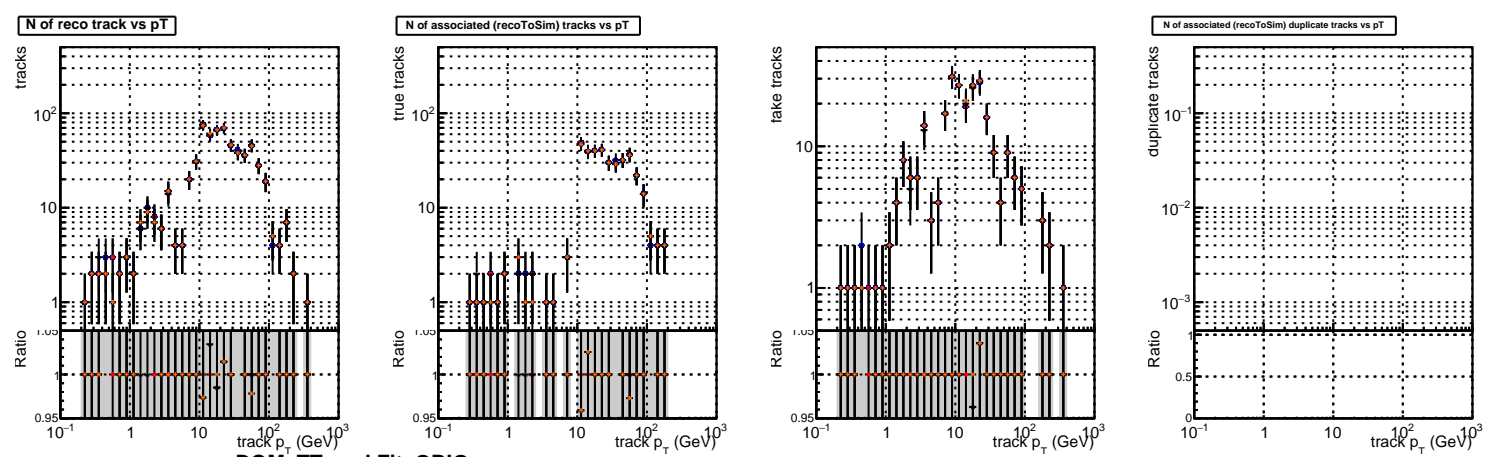 N of reco track vs pT
tracks
10²
10
1
1.05
Ratio
1
0.95
10⁻¹ 1 10 10² 10³
track p_T (GeV)
N of associated (recoToSim) tracks vs pT
true tracks
10²
10
1
1.05
Ratio
1
0.95
10⁻¹ 1 10 10² 10³
track p_T (GeV)
fake tracks
10
1
Ratio
1
0.95
10⁻¹ 1 10 10² 10³
track p_T (GeV)
N of associated (recoToSim) duplicate tracks vs pT
duplicate tracks
10⁻¹
10⁻²
10⁻³
Ratio
1
0.5
0
10⁻¹ 1 10 10² 10³
track p_T (GeV)